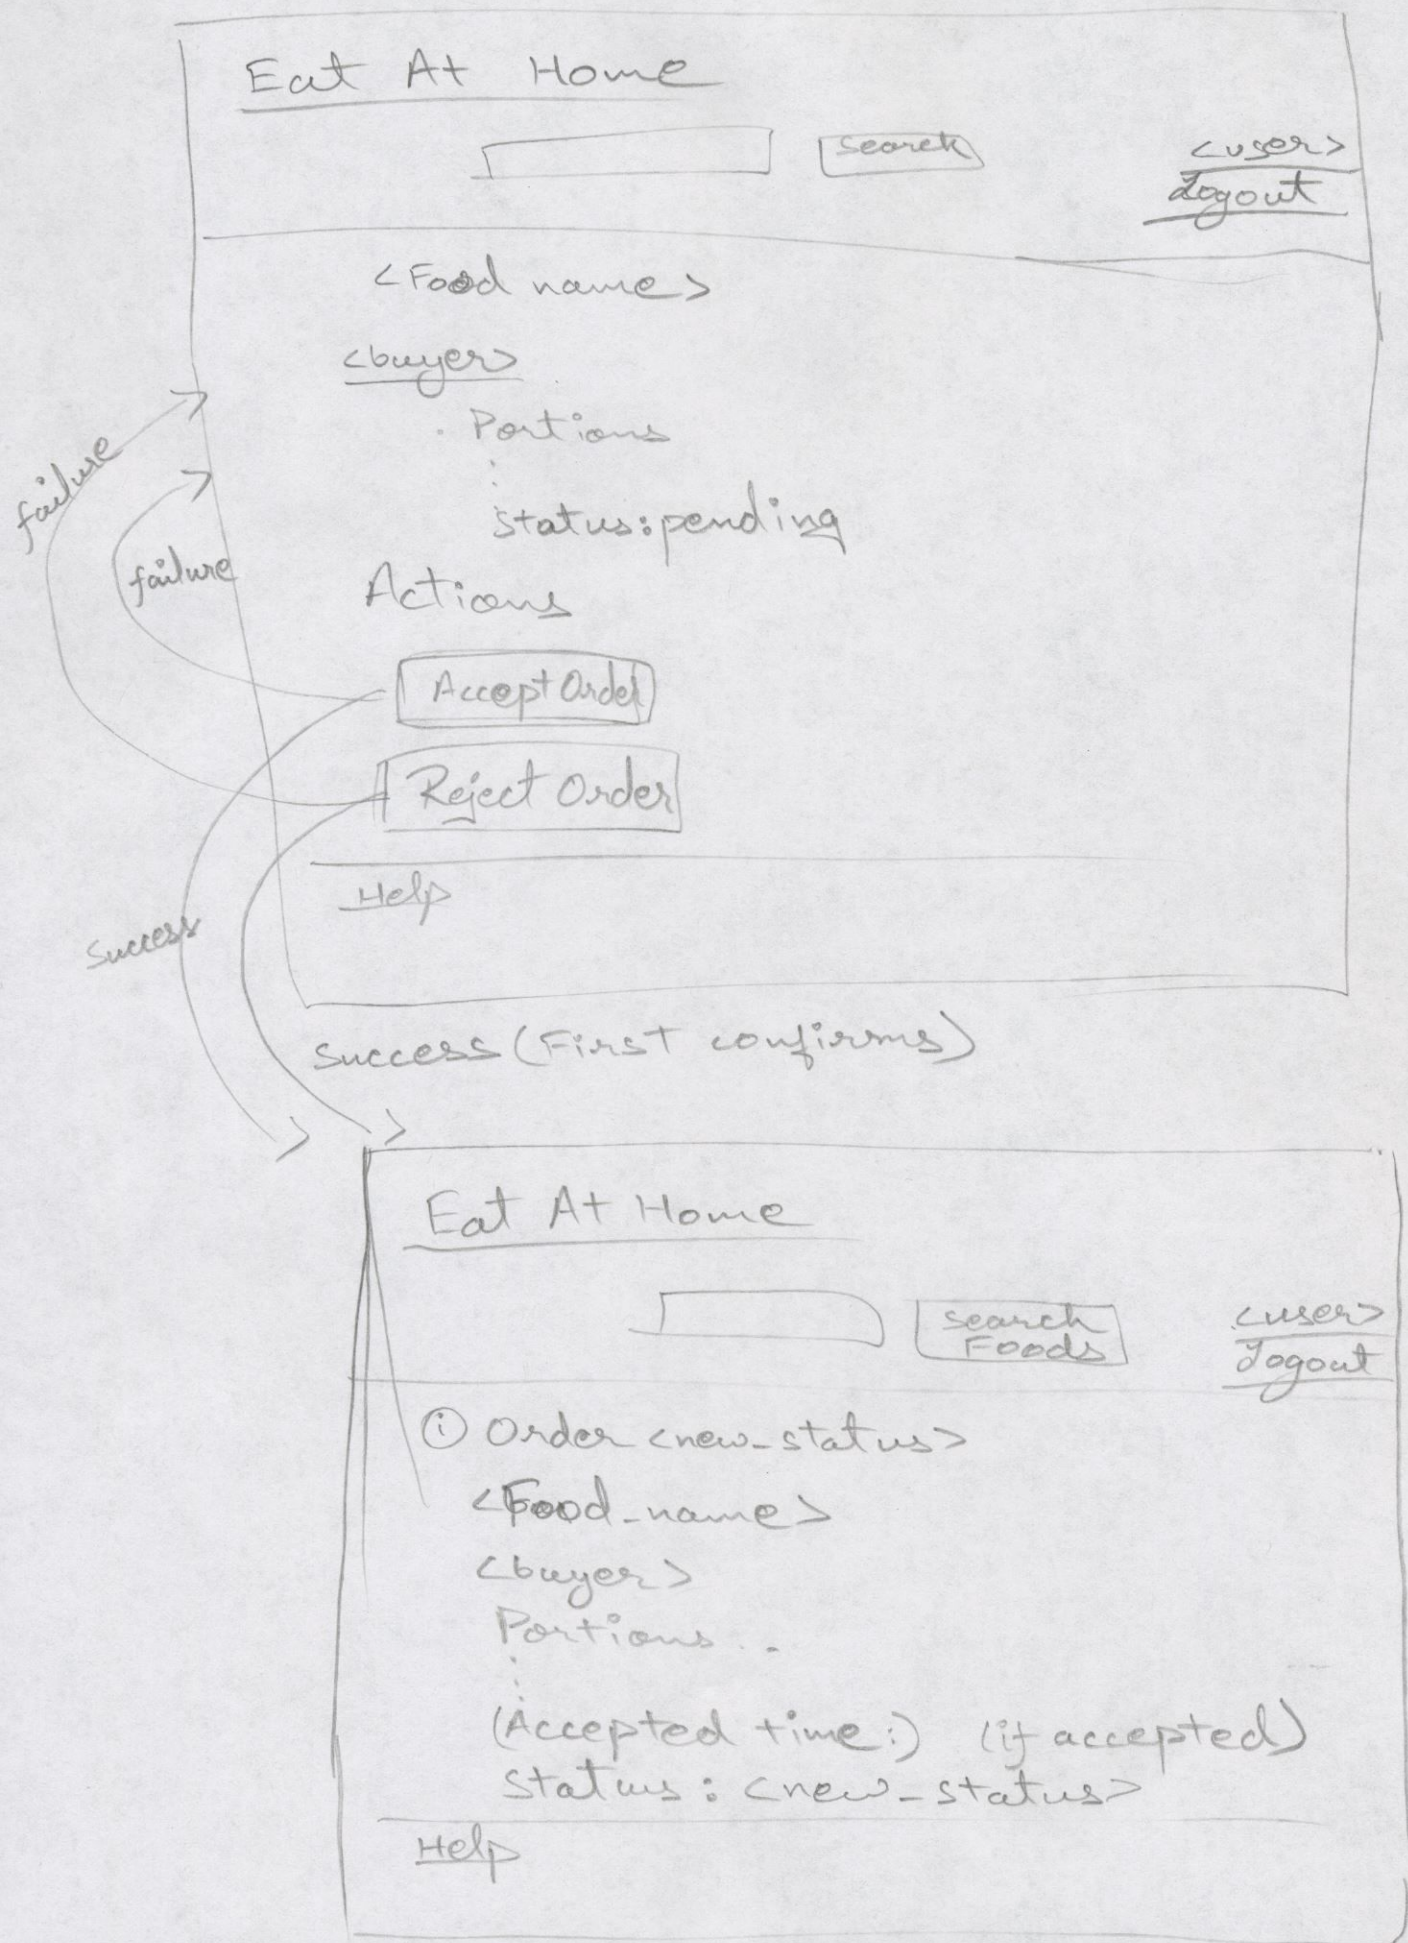 Eat At Home
search
<user>
Logout
<Food name>
<buyer>
. Portions
status:pending
failure
failure
Actions
Accept Order
Reject Order
Help
success
success (First confirms)
Eat At Home
search
Foods
<user>
Logout
i Order <new_status>
<Food_name>
<buyer>
Portions ..
(Accepted time:) (if accepted)
status: <new_status>
Help